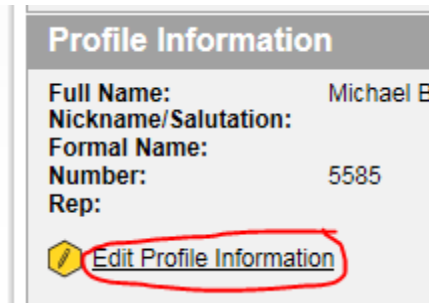 Profile Information
Full Name: Michael B
Nickname/Salutation:
Formal Name:
Number: 5585
Rep:
Edit Profile Information